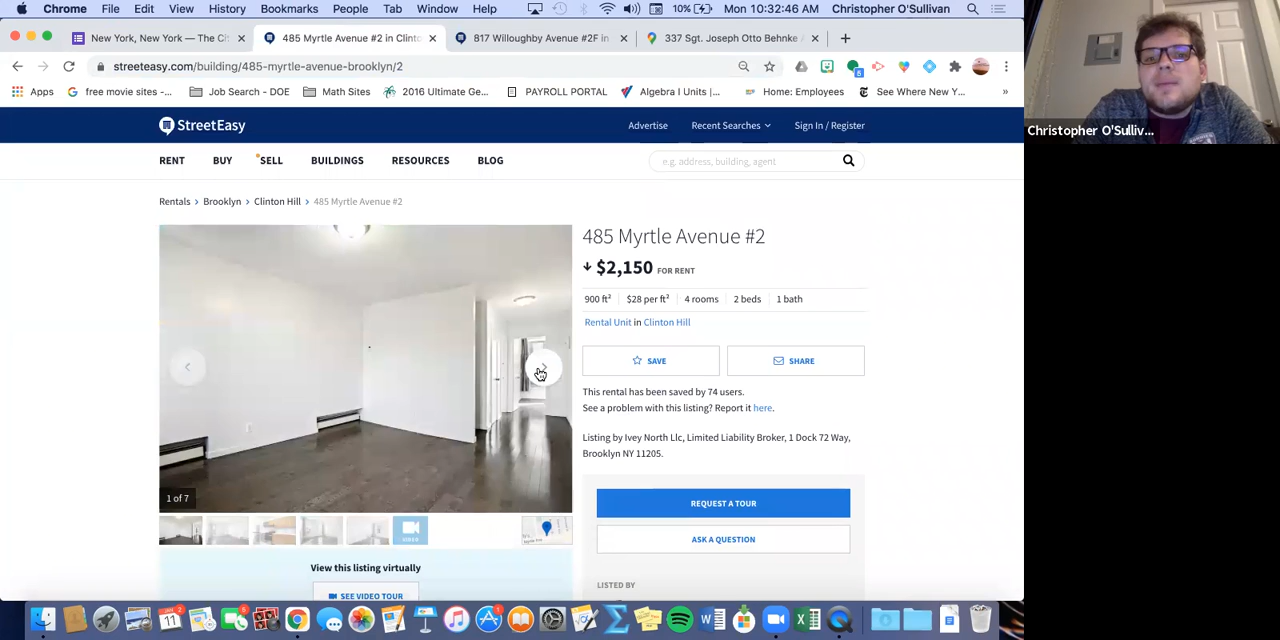 Chrome File Edit View History Bookmarks People Tab Window Help 10% Mon 10:32:46 AM Christopher O'Sullivan
New York, New York — The Ci
485 Myrtle Avenue #2 in Clinto
817 Willoughby Avenue #2F in
337 Sgt. Joseph Otto Behnke A
streeteasy.com/building/485-myrtle-avenue-brooklyn/2
8
Apps free movie sites -... Job Search - DOE Math Sites 2016 Ultimate Ge... PAYROLL PORTAL Algebra I Units |... Home: Employees See Where New Y... »
Christopher O'Sulliv...
StreetEasy
Advertise Recent Searches Sign In / Register
RENT BUY SELL BUILDINGS RESOURCES BLOG
e.g. address, building, agent
Rentals > Brooklyn > Clinton Hill > 485 Myrtle Avenue #2
485 Myrtle Avenue #2
↓ $2,150 FOR RENT
900 ft² $28 per ft² 4 rooms 2 beds 1 bath
Rental Unit in Clinton Hill
SAVE
SHARE
This rental has been saved by 74 users.
See a problem with this listing? Report it here.
Listing by Ivey North Llc, Limited Liability Broker, 1 Dock 72 Way,
Brooklyn NY 11205.
1 of 7
REQUEST A TOUR
ASK A QUESTION
View this listing virtually
SEE VIDEO TOUR
LISTED BY